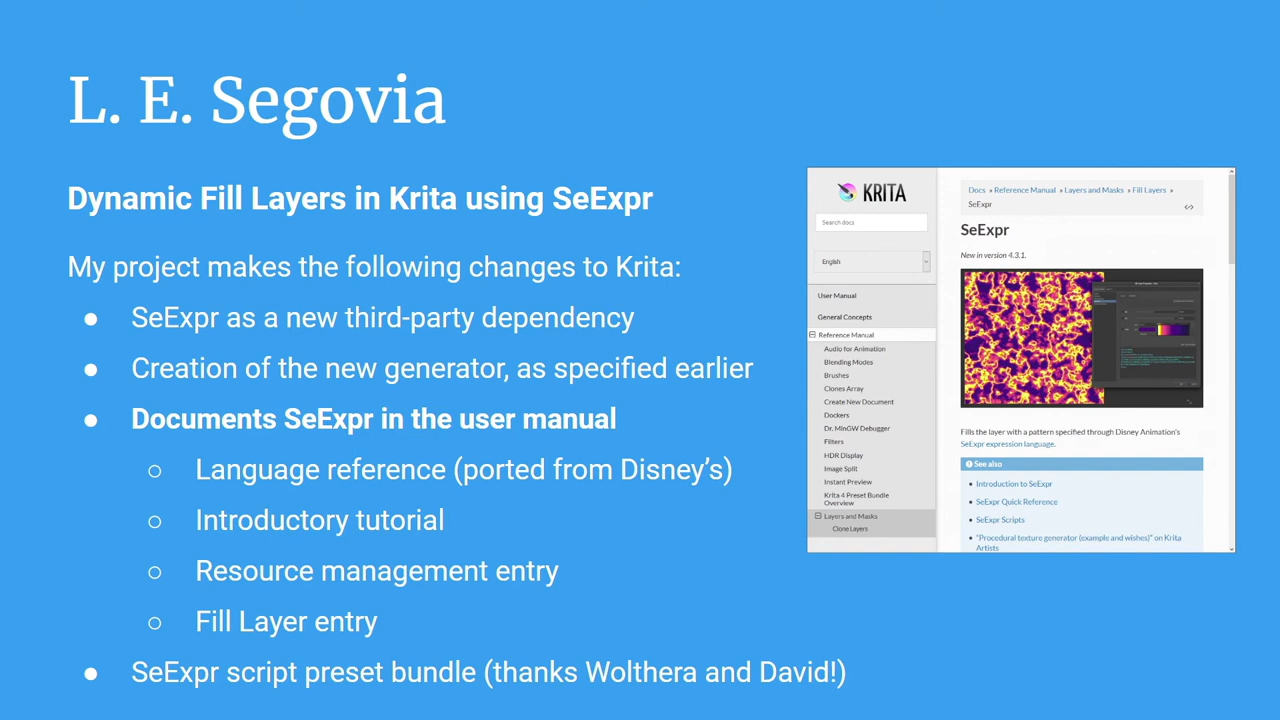 L. E. Segovia
Dynamic Fill Layers in Krita using SeExpr
My project makes the following changes to Krita:
● SeExpr as a new third-party dependency
● Creation of the new generator, as specified earlier
● Documents SeExpr in the user manual
○ Language reference (ported from Disney’s)
○ Introductory tutorial
○ Resource management entry
○ Fill Layer entry
● SeExpr script preset bundle (thanks Wolthera and David!)
KRITA
Search docs
English
User Manual
General Concepts
Reference Manual
Audio for Animation
Blending Modes
Brushes
Clones Array
Create New Document
Dockers
Dr. MinGW Debugger
Filters
HDR Display
Image Split
Instant Preview
Krita 4 Preset Bundle
Overview
Layers and Masks
Clone Layers
Docs » Reference Manual » Layers and Masks » Fill Layers »
SeExpr
SeExpr
New in version 4.3.1.
Fills the layer with a pattern specified through Disney Animation's
SeExpr expression language.
See also
• Introduction to SeExpr
• SeExpr Quick Reference
• SeExpr Scripts
• "Procedural texture generator (example and wishes)" on Krita
Artists